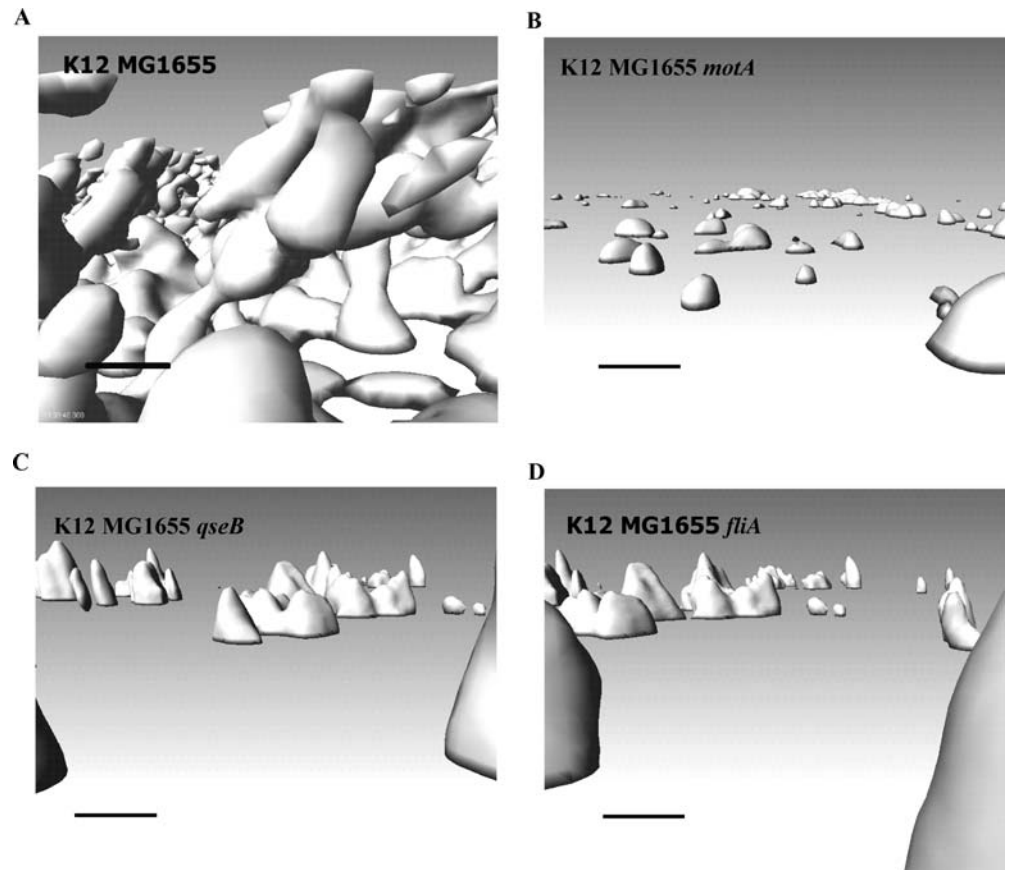 A
K12 MG1655
B
K12 MG1655 motA
C
K12 MG1655 qseB
D
K12 MG1655 fliA